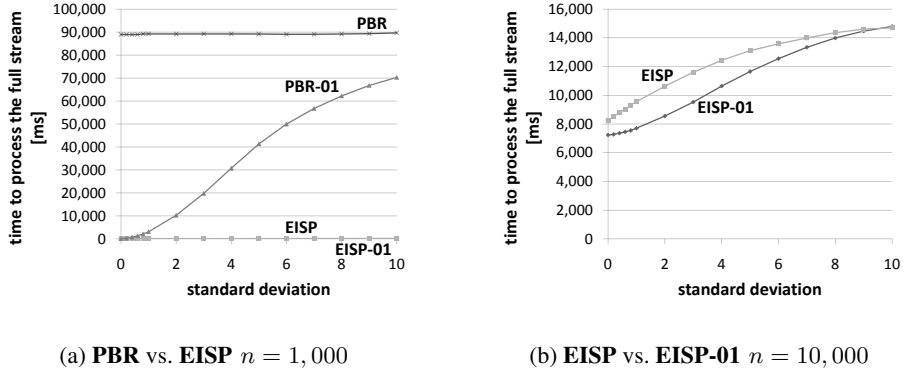 time to process the full stream
[ms]
100,000
90,000
80,000
70,000
60,000
50,000
40,000
30,000
20,000
10,000
0
PBR
PBR-01
EISP
EISP-01
0 2 4 6 8 10
standard deviation
(a) PBR vs. EISP n = 1, 000
time to process the full stream
[ms]
16,000
14,000
12,000
10,000
8,000
6,000
4,000
2,000
0
EISP
EISP-01
0 2 4 6 8 10
standard deviation
(b) EISP vs. EISP-01 n = 10, 000